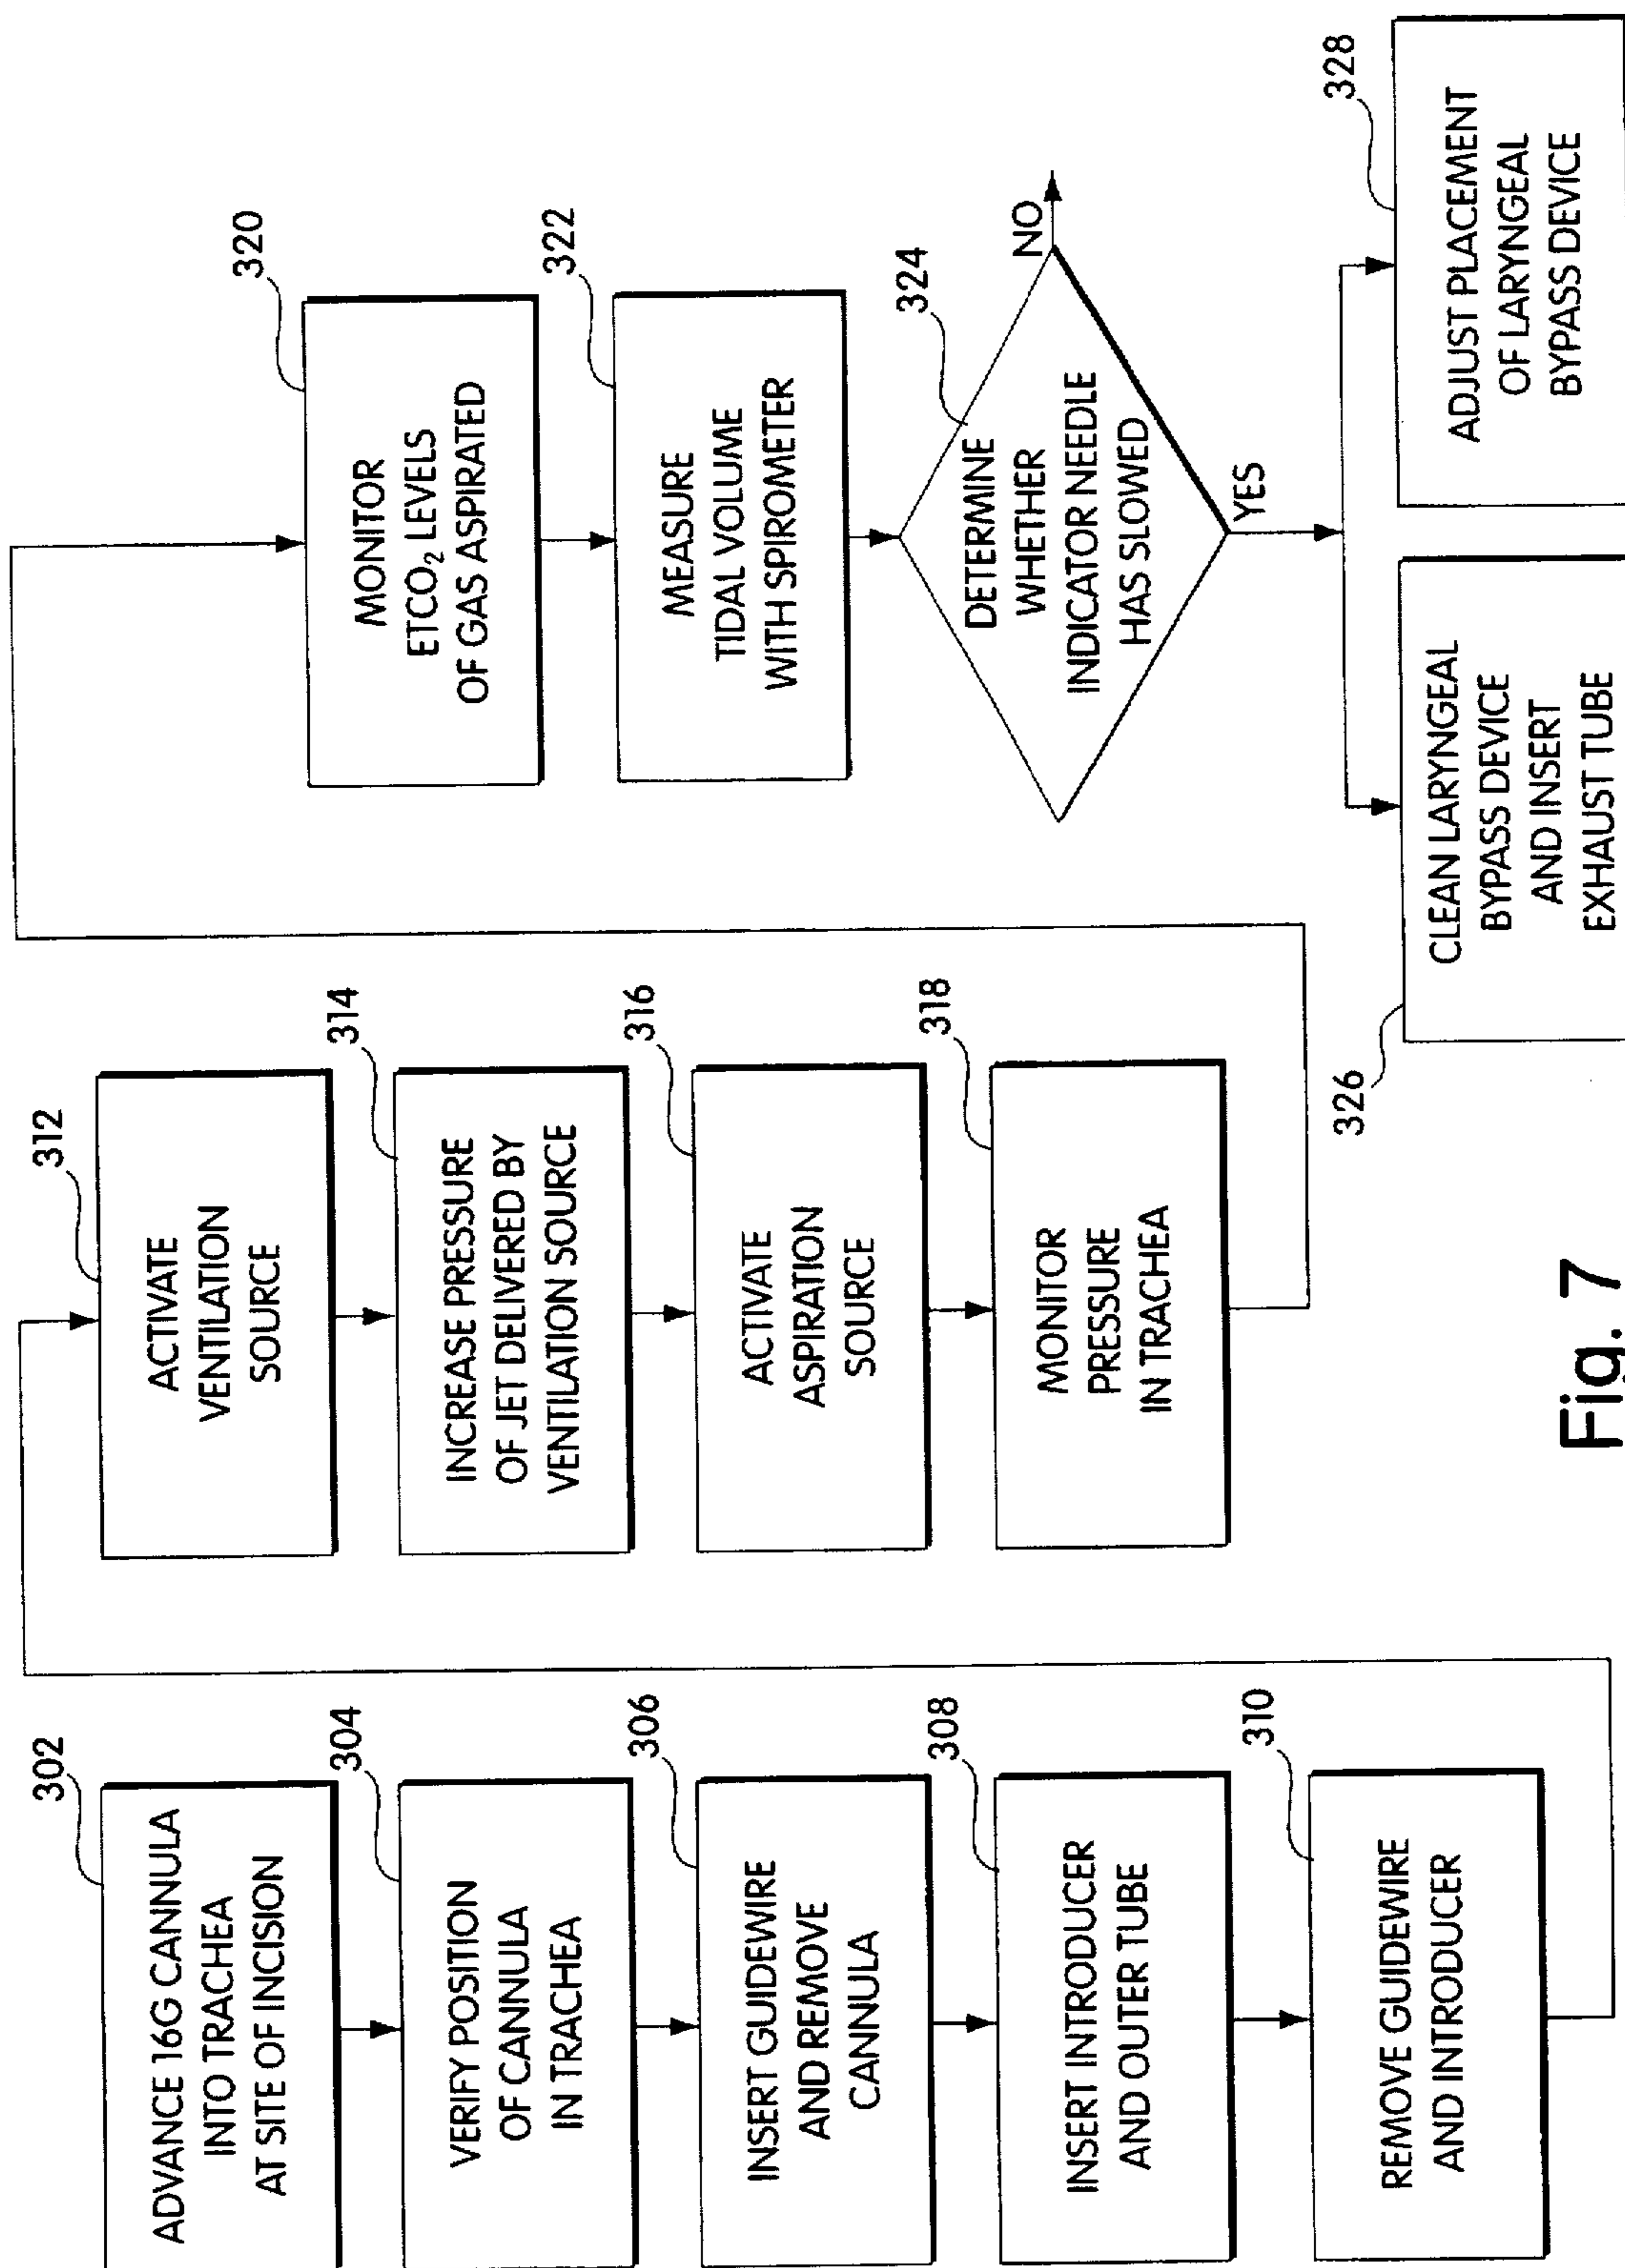 302
ADVANCE 16G CANNULA
INTO TRACHEA
AT SITE OF INCISION
304
VERIFY POSITION
OF CANNULA
IN TRACHEA
306
INSERT GUIDEWIRE
AND REMOVE
CANNULA
308
INSERT INTRODUCER
AND OUTER TUBE
310
REMOVE GUIDEWIRE
AND INTRODUCER
312
ACTIVATE
VENTILATION
SOURCE
314
INCREASE PRESSURE
OF JET DELIVERED BY
VENTILATION SOURCE
316
ACTIVATE
ASPIRATION
SOURCE
318
MONITOR
PRESSURE
IN TRACHEA
320
MONITOR
ETCO₂ LEVELS
OF GAS ASPIRATED
322
MEASURE
TIDAL VOLUME
WITH SPIROMETER
324
DETERMINE
WHETHER
INDICATOR NEEDLE
HAS SLOWED
NO
YES
326
CLEAN LARYNGEAL
BYPASS DEVICE
AND INSERT
EXHAUST TUBE
328
ADJUST PLACEMENT
OF LARYNGEAL
BYPASS DEVICE
Fig. 7